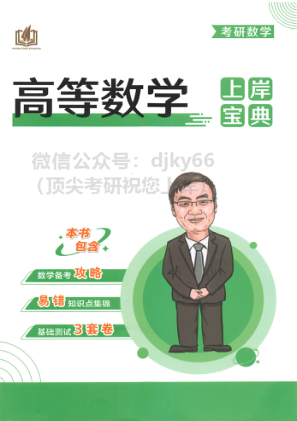 考研数学
高等数学
上岸
宝典
微信公众号：djky66
（顶尖考研祝您上
本书
包含
数学备考 攻略
易错 知识点集锦
基础测试 3套卷